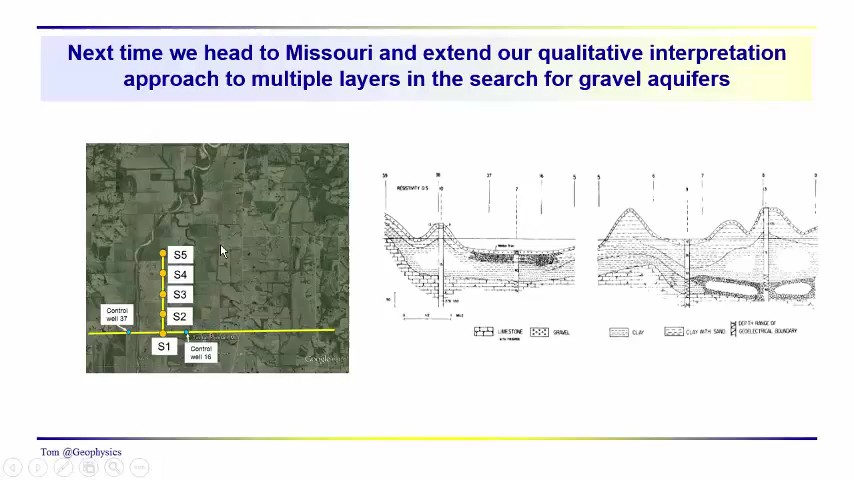 Next time we head to Missouri and extend our qualitative interpretation
approach to multiple layers in the search for gravel aquifers
S5
S4
S3
Control
well 37
S2
S1
Control
well 16
Google
RESISTIVITY D.S.
LIMESTONE
GRAVEL
CLAY
CLAY WITH SAND
DEPTH RANGE OF
GEOELECTRICAL BOUNDARY
Tom @Geophysics